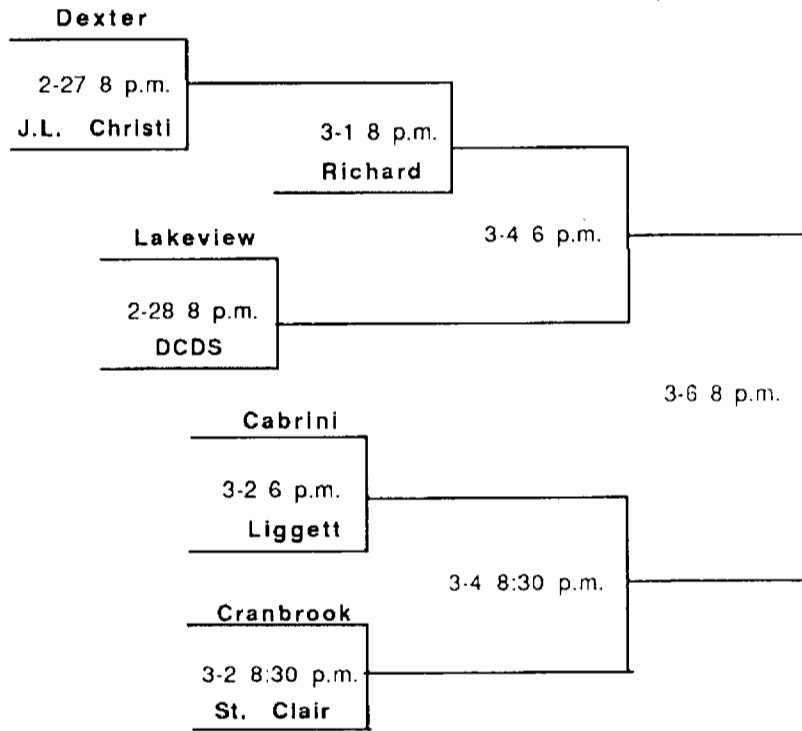 Dexter
2-27 8 p.m.
J.L. Christi
3-1 8 p.m.
Richard
Lakeview
3-4 6 p.m.
2-28 8 p.m.
DCDS
3-6 8 p.m.
Cabrini
3-2 6 p.m.
Liggett
3-4 8:30 p.m.
Cranbrook
3-2 8:30 p.m.
St. Clair